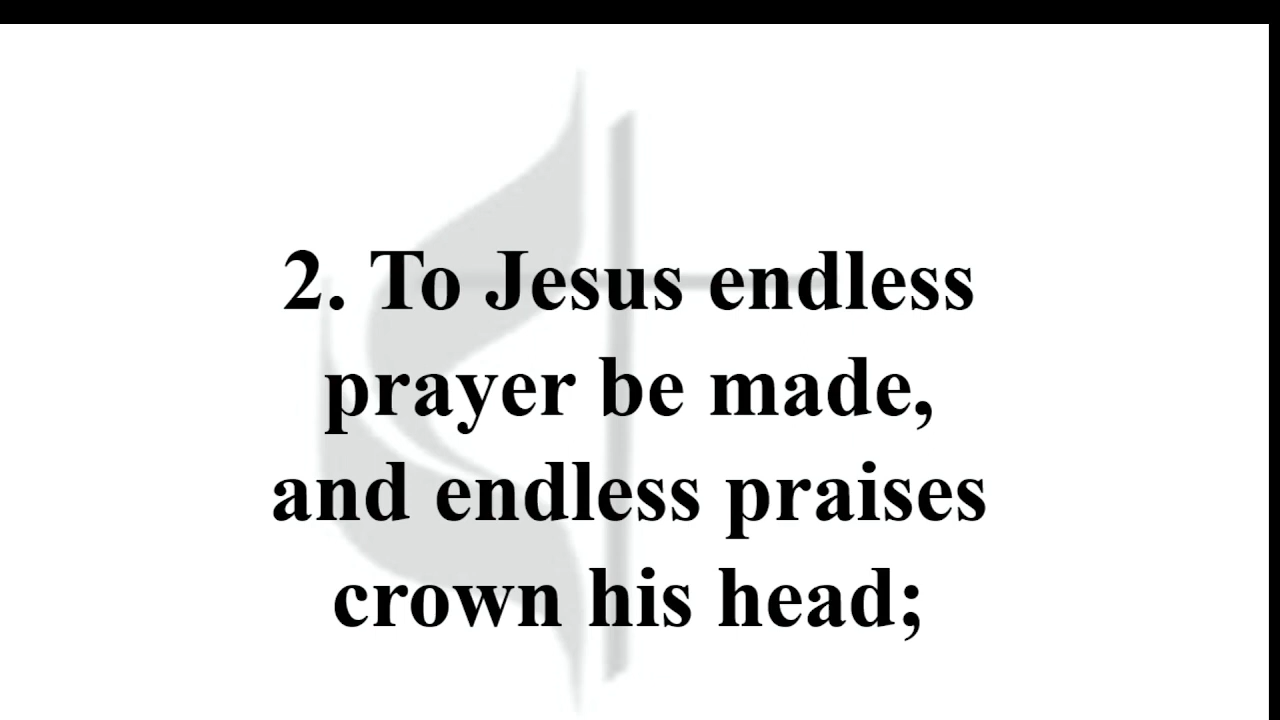 2. To Jesus endless
prayer be made,
and endless praises
crown his head;